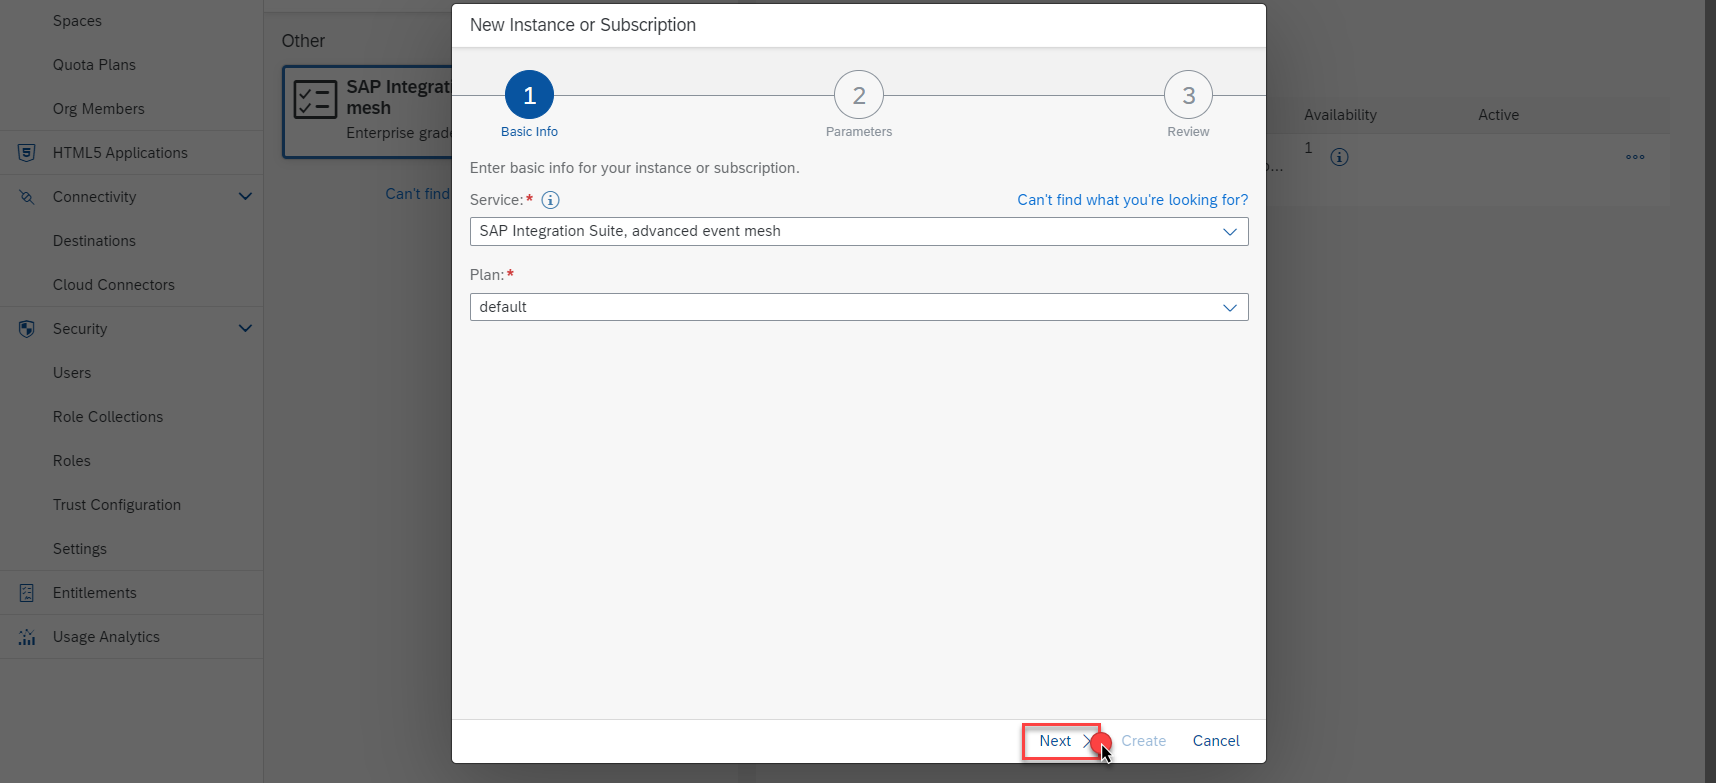 Spaces
Quota Plans
Org Members
HTML5 Applications
Connectivity
Destinations
Cloud Connectors
Security
Users
Role Collections
Roles
Trust Configuration
Settings
Entitlements
Usage Analytics
Other
SAP Integrati
mesh
Enterprise grade
Can't find
New Instance or Subscription
1
2
3
Basic Info
Parameters
Review
Enter basic info for your instance or subscription.
Service:*
Can't find what you're looking for?
SAP Integration Suite, advanced event mesh
Plan:*
default
Next
Create
Cancel
Availability
Active
1